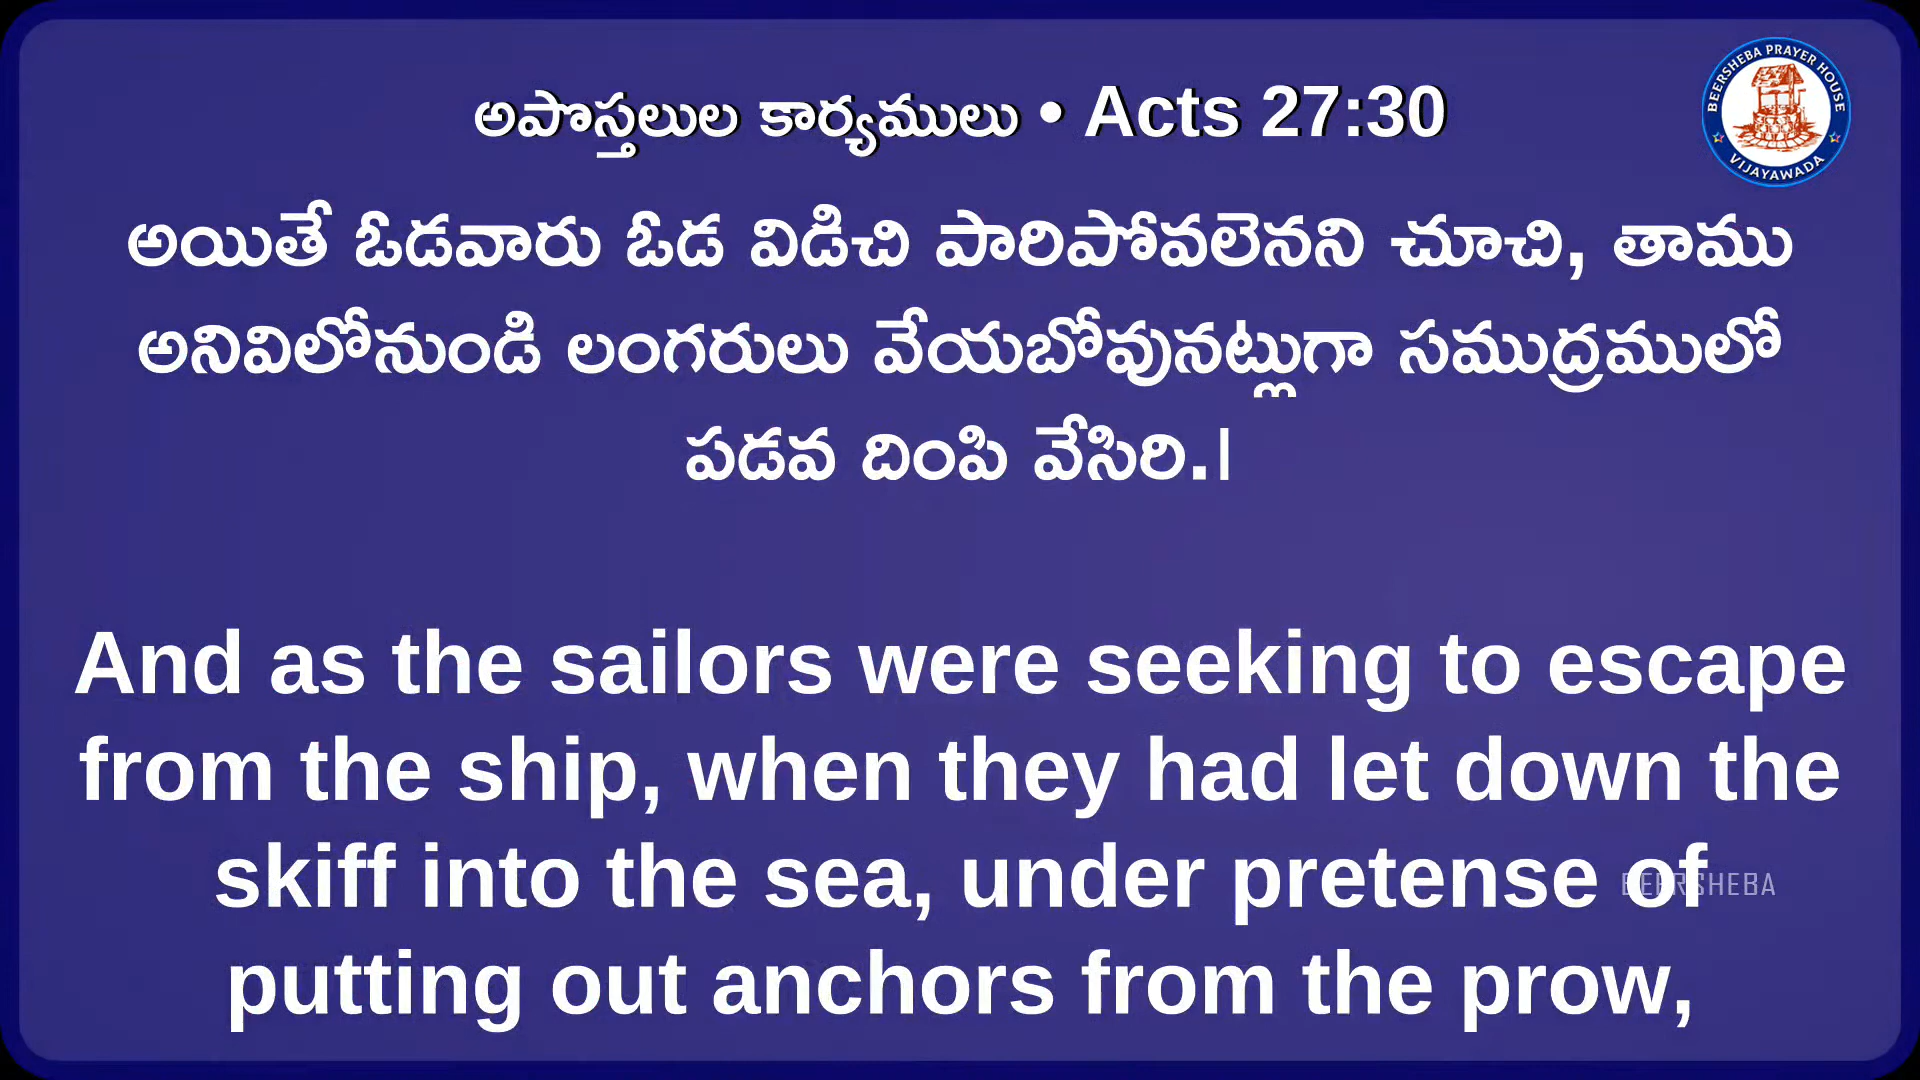 అపొస్తలుల కార్యములు • Acts 27:30
BEERSHEBA PRAYER HOUSE
VIJAYAWADA
అయితే ఓడవారు ఓడ విడిచి పారిపోవలెనని చూచి, తాము
అనివిలోనుండి లంగరులు వేయబోవునట్లుగా సముద్రములో
పడవ దింపి వేసిరి.|
And as the sailors were seeking to escape
from the ship, when they had let down the
skiff into the sea, under pretense of
BEERSHEBA
putting out anchors from the prow,